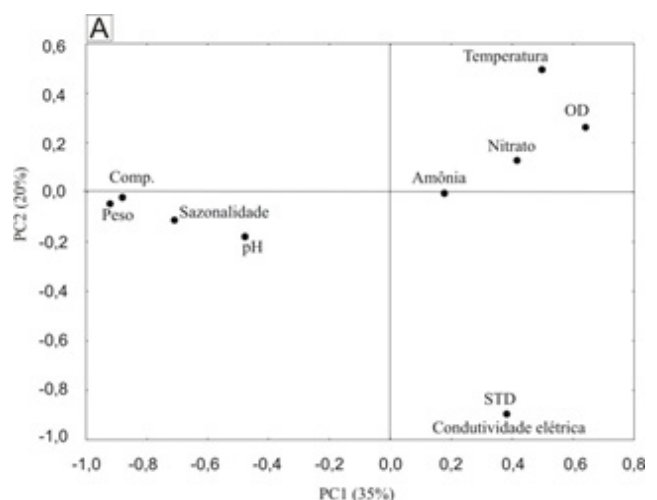 A
0,6
0,4
0,2
0,0
-0,2
-0,4
-0,6
-0,8
-1,0
PC2 (20%)
Temperatura
OD
Nitrato
Amônia
Comp.
Peso
Sazonalidade
pH
STD
Condutividade elétrica
-1,0 -0,8 -0,6 -0,4 -0,2 0,0 0,2 0,4 0,6 0,8
PC1 (35%)